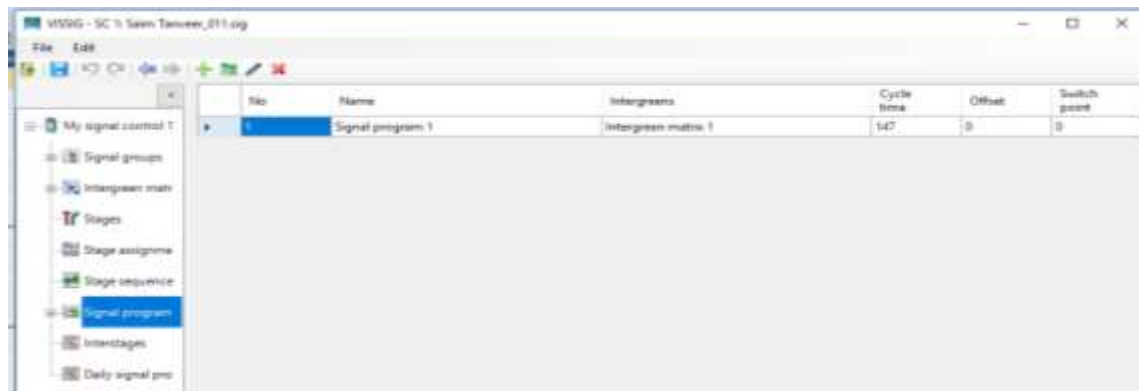 VISSIG - SC 1: Saim Tanveer_011.sig
File Edit
No Name Intergreens Cycle time Offset Switch point
1 Signal program 1 Intergreen matrix 1 147 0 0
My signal control 1
Signal groups
Intergreen matr
Stages
Stage assignme
Stage sequence
Signal program
Interstages
Daily signal pro